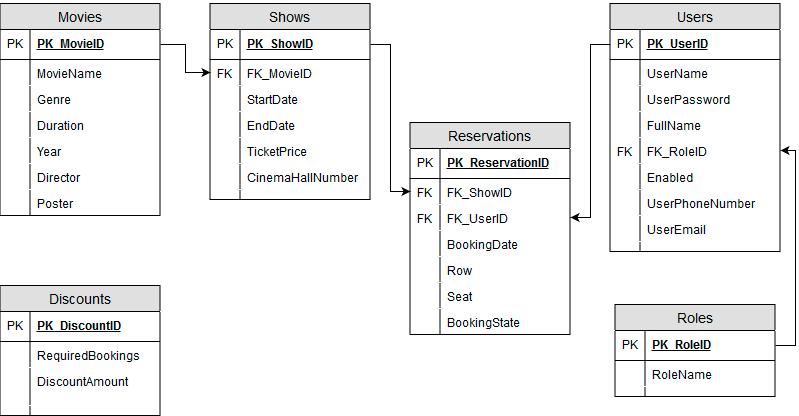 Movies
PK PK_MovieID
MovieName
Genre
Duration
Year
Director
Poster
Shows
PK PK_ShowID
FK FK_MovieID
StartDate
EndDate
TicketPrice
CinemaHallNumber
Reservations
PK PK_ReservationID
FK FK_ShowID
FK FK_UserID
BookingDate
Row
Seat
BookingState
Users
PK PK_UserID
UserName
UserPassword
FullName
FK FK_RoleID
Enabled
UserPhoneNumber
UserEmail
Discounts
PK PK_DiscountID
RequiredBookings
DiscountAmount
Roles
PK PK_RoleID
RoleName